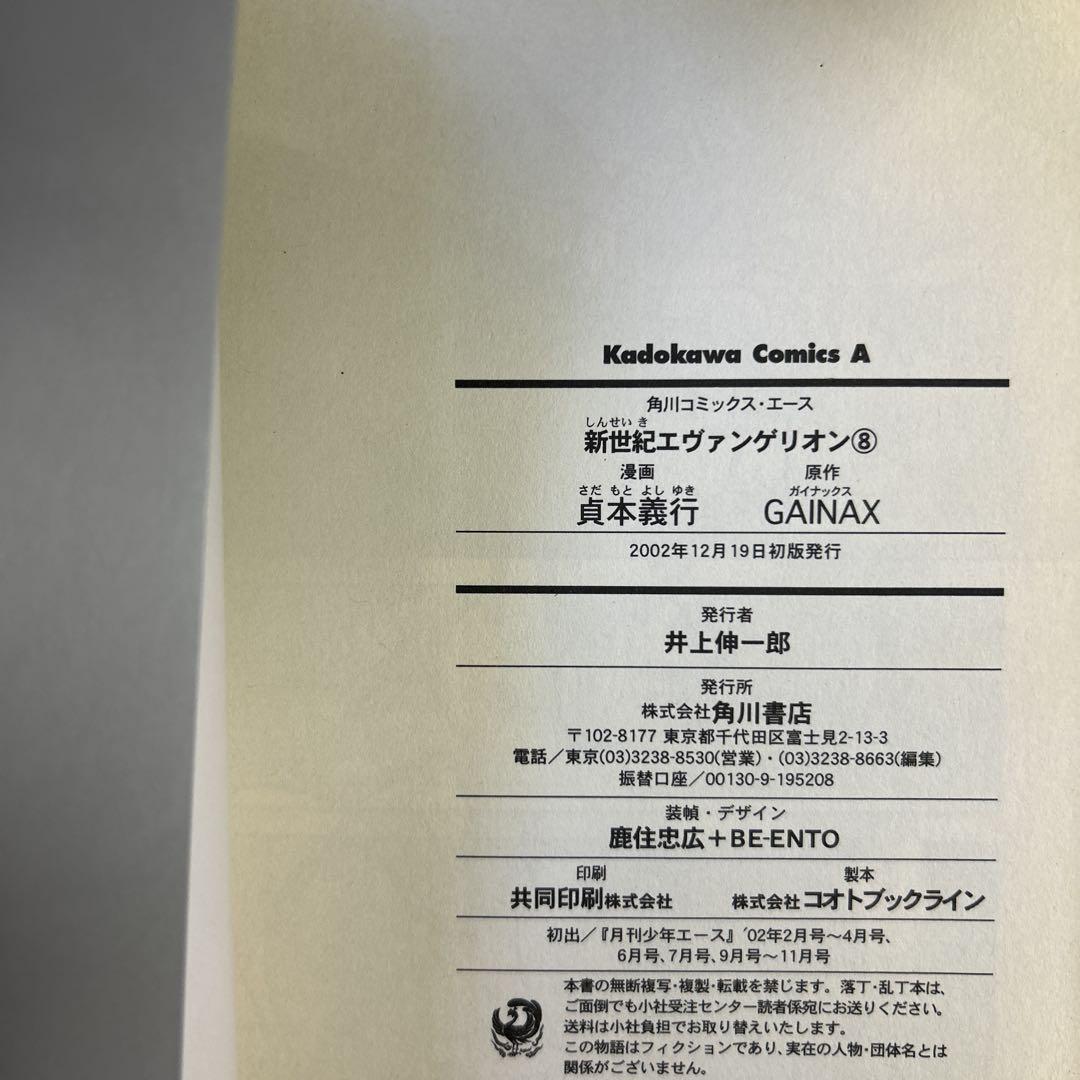 Kadokawa Comics A
角川コミックス・エース
しんせいき
新世紀エヴァンゲリオン⑧
漫画 原作
さだ もと よし ゆき ガイナックス
貞本義行 GAINAX
2002年12月19日初版発行
発行者
井上伸一郎
発行所
株式会社角川書店
〒102-8177 東京都千代田区富士見2-13-3
電話／東京(03)3238-8530(営業)・(03)3238-8663(編集)
振替口座／00130-9-195208
装幀・デザイン
鹿住忠広＋BE-ENTO
印刷 製本
共同印刷株式会社 株式会社コオトブックライン
初出／『月刊少年エース』'02年2月号〜4月号、
6月号、7月号、9月号〜11月号
本書の無断複写・複製・転載を禁じます。落丁・乱丁本は、
ご面倒でも小社受注センター読者係宛にお送りください。
送料は小社負担でお取り替えいたします。
この物語はフィクションであり、実在の人物・団体名とは
関係がございません。